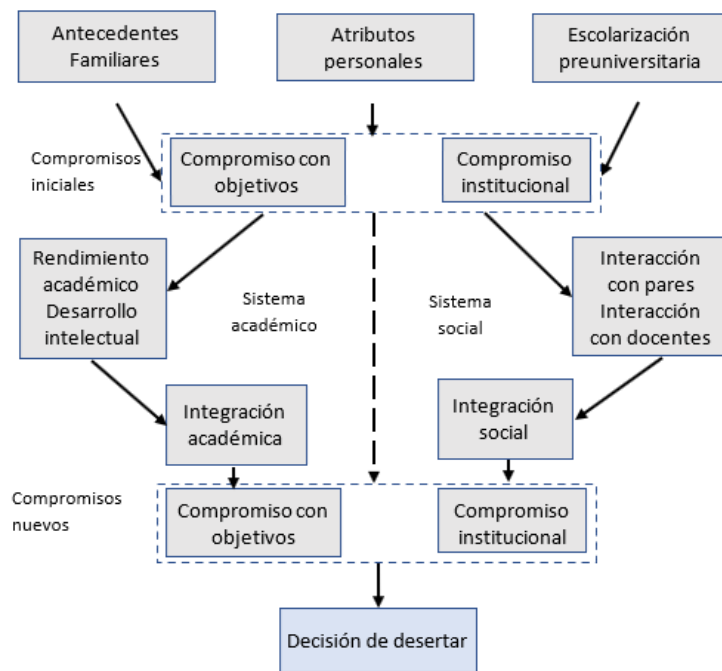 Antecedentes
Familiares
Atributos
personales
Escolarización
preuniversitaria
Compromisos
iniciales
Compromiso con
objetivos
Compromiso
institucional
Rendimiento
académico
Desarrollo
intelectual
Sistema
académico
Sistema
social
Interacción
con pares
Interacción
con docentes
Integración
académica
Integración
social
Compromisos
nuevos
Compromiso con
objetivos
Compromiso
institucional
Decisión de desertar